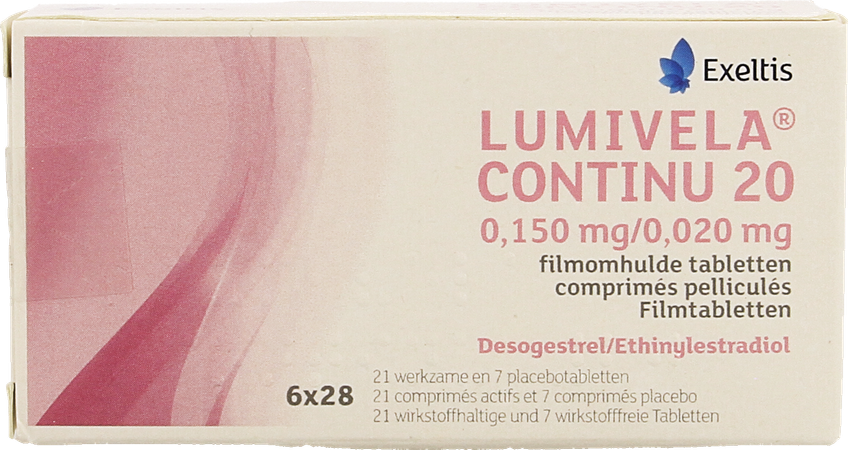 Exeltis
LUMIVELA®
CONTINU 20
0,150 mg/0,020 mg
filmomhulde tabletten
comprimés pelliculés
Filmtabletten
Desogestrel/Ethinylestradiol
6x28
21 werkzame en 7 placebotabletten
21 comprimés actifs et 7 comprimés placebo
21 wirkstoffhaltige und 7 wirkstofffreie Tabletten